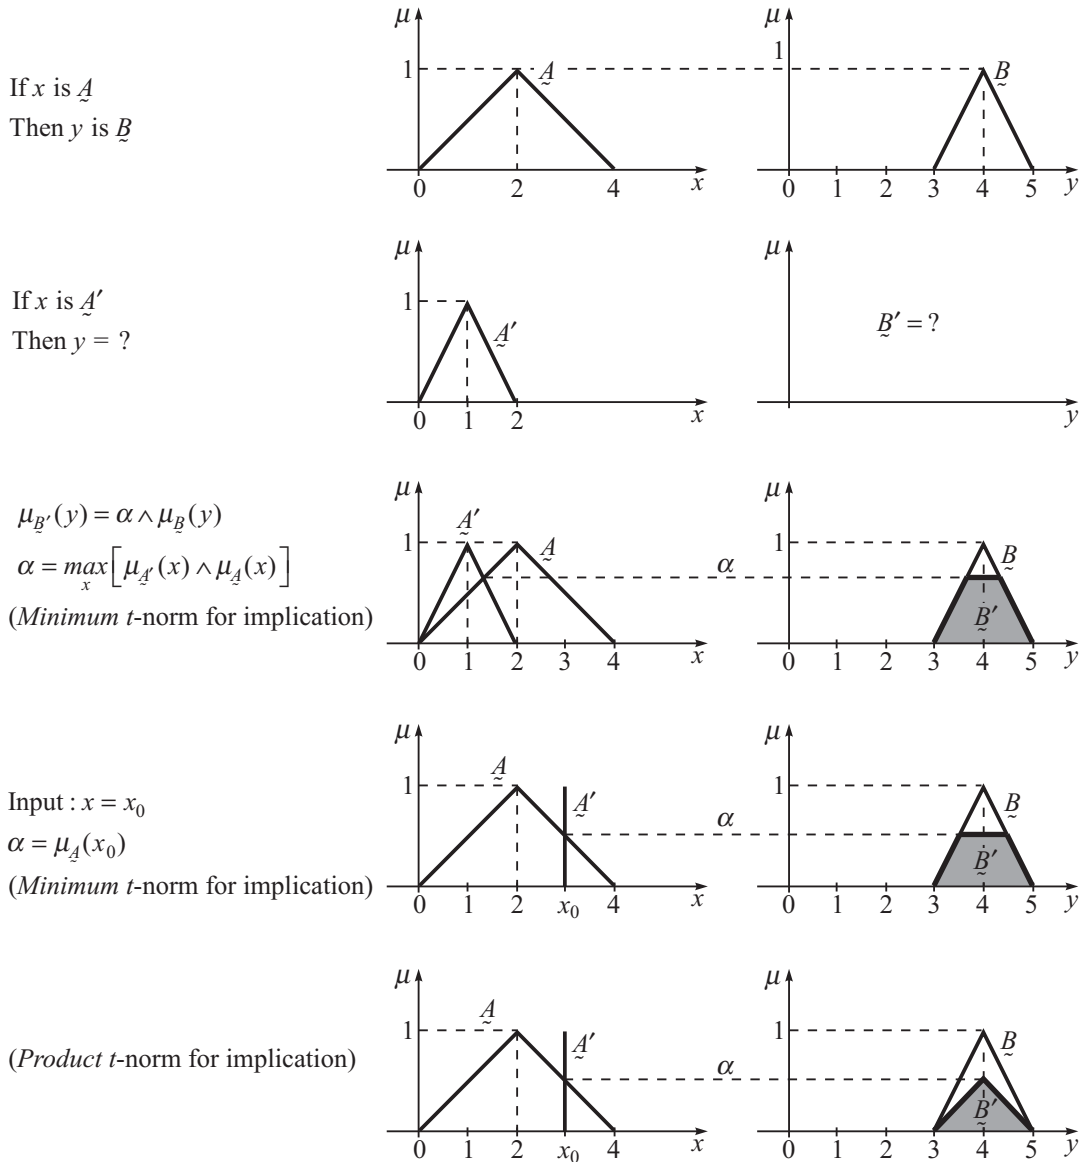 If x is A̰
Then y is B̰
μ
1
A̰
0 2 4 x
μ
1
B̰
0 1 2 3 4 5 y
If x is A̰′
Then y = ?
μ
1
A̰′
0 1 2 x
μ
B̰′ = ?
y
μ_B̰′(y) = α ∧ μ_B̰(y)
α = max_x [μ_A̰′(x) ∧ μ_A̰(x)]
(Minimum t-norm for implication)
μ
1
A̰′
A̰
α
0 1 2 3 4 x
μ
1
B̰
B̰′
0 1 2 3 4 5 y
Input : x = x₀
α = μ_A̰(x₀)
(Minimum t-norm for implication)
μ
1
A̰
A̰′
α
0 1 2 x₀ 4 x
μ
1
B̰
B̰′
0 1 2 3 4 5 y
(Product t-norm for implication)
μ
1
A̰
A̰′
α
0 1 2 x₀ 4 x
μ
1
B̰
B̰′
0 1 2 3 4 5 y